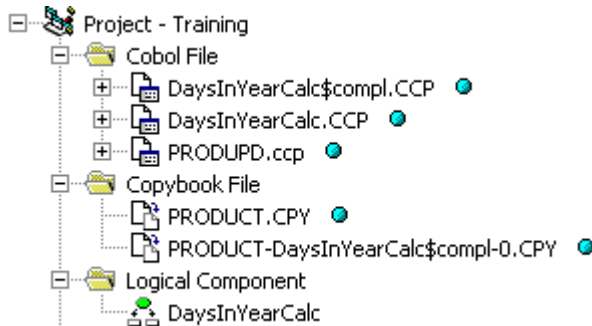 Project - Training
Cobol File
DaysInYearCalc$compl.CCP
DaysInYearCalc.CCP
PRODUPD.ccp
Copybook File
PRODUCT.CPY
PRODUCT-DaysInYearCalc$compl-0.CPY
Logical Component
DaysInYearCalc